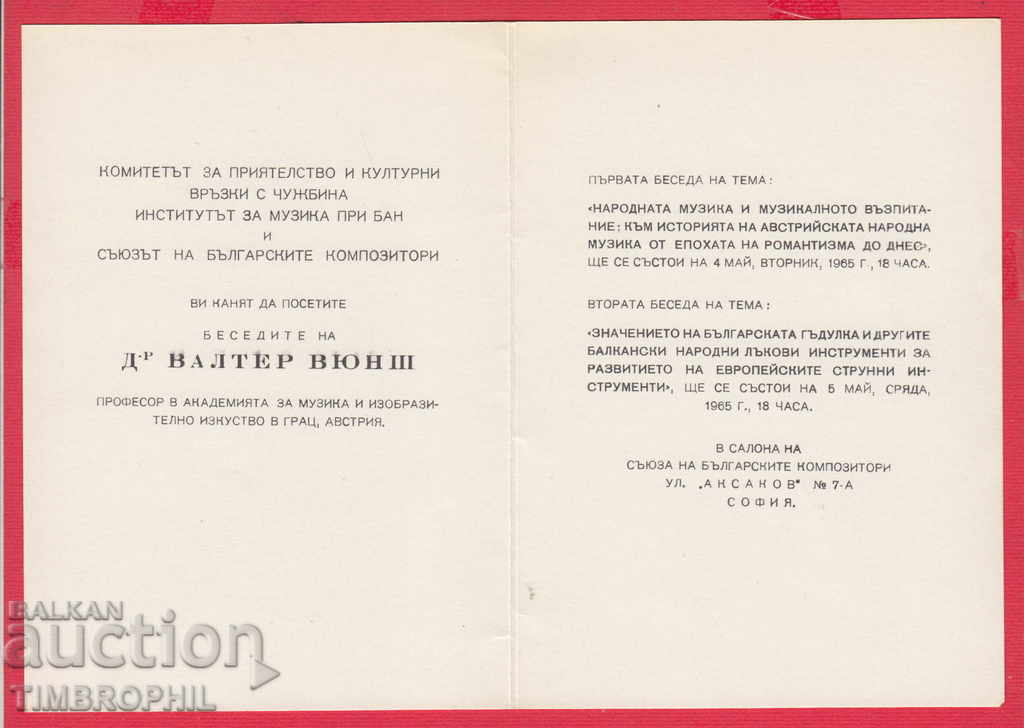 КОМИТЕТЪТ ЗА ПРИЯТЕЛСТВО И КУЛТУРНИ
ВРЪЗКИ С ЧУЖБИНА
ИНСТИТУТЪТ ЗА МУЗИКА ПРИ БАН
И
СЪЮЗЪТ НА БЪЛГАРСКИТЕ КОМПОЗИТОРИ
ВИ КАНЯТ ДА ПОСЕТИТЕ
БЕСЕДИТЕ НА
Д-Р ВАЛТЕР ВЮНШ
ПРОФЕСОР В АКАДЕМИЯТА ЗА МУЗИКА И ИЗОБРАЗИ-
ТЕЛНО ИЗКУСТВО В ГРАЦ, АВСТРИЯ.
ПЪРВАТА БЕСЕДА НА ТЕМА:
«НАРОДНАТА МУЗИКА И МУЗИКАЛНОТО ВЪЗПИТА-
НИЕ: КЪМ ИСТОРИЯТА НА АВСТРИЙСКАТА НАРОДНА
МУЗИКА ОТ ЕПОХАТА НА РОМАНТИЗМА ДО ДНЕС»,
ЩЕ СЕ СЪСТОИ НА 4 МАЙ, ВТОРНИК, 1965 Г., 18 ЧАСА.
ВТОРАТА БЕСЕДА НА ТЕМА:
«ЗНАЧЕНИЕТО НА БЪЛГАРСКАТА ГЪДУЛКА И ДРУГИТЕ
БАЛКАНСКИ НАРОДНИ ЛЪКОВИ ИНСТРУМЕНТИ ЗА
РАЗВИТИЕТО НА ЕВРОПЕЙСКИТЕ СТРУННИ ИН-
СТРУМЕНТИ», ЩЕ СЕ СЪСТОИ НА 5 МАЙ, СРЯДА,
1965 Г., 18 ЧАСА.
В САЛОНА НА
СЪЮЗА НА БЪЛГАРСКИТЕ КОМПОЗИТОРИ
УЛ. „АКСАКОВ" № 7-А
СОФИЯ.
BALKAN
auction
TIMBROPHIL